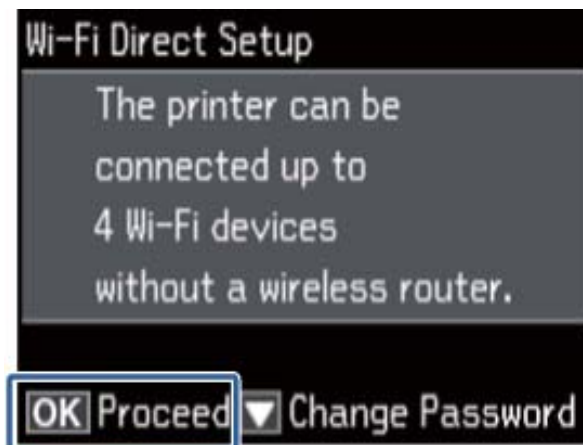 Wi-Fi Direct Setup
The printer can be
connected up to
4 Wi-Fi devices
without a wireless router.
OK Proceed ▼ Change Password